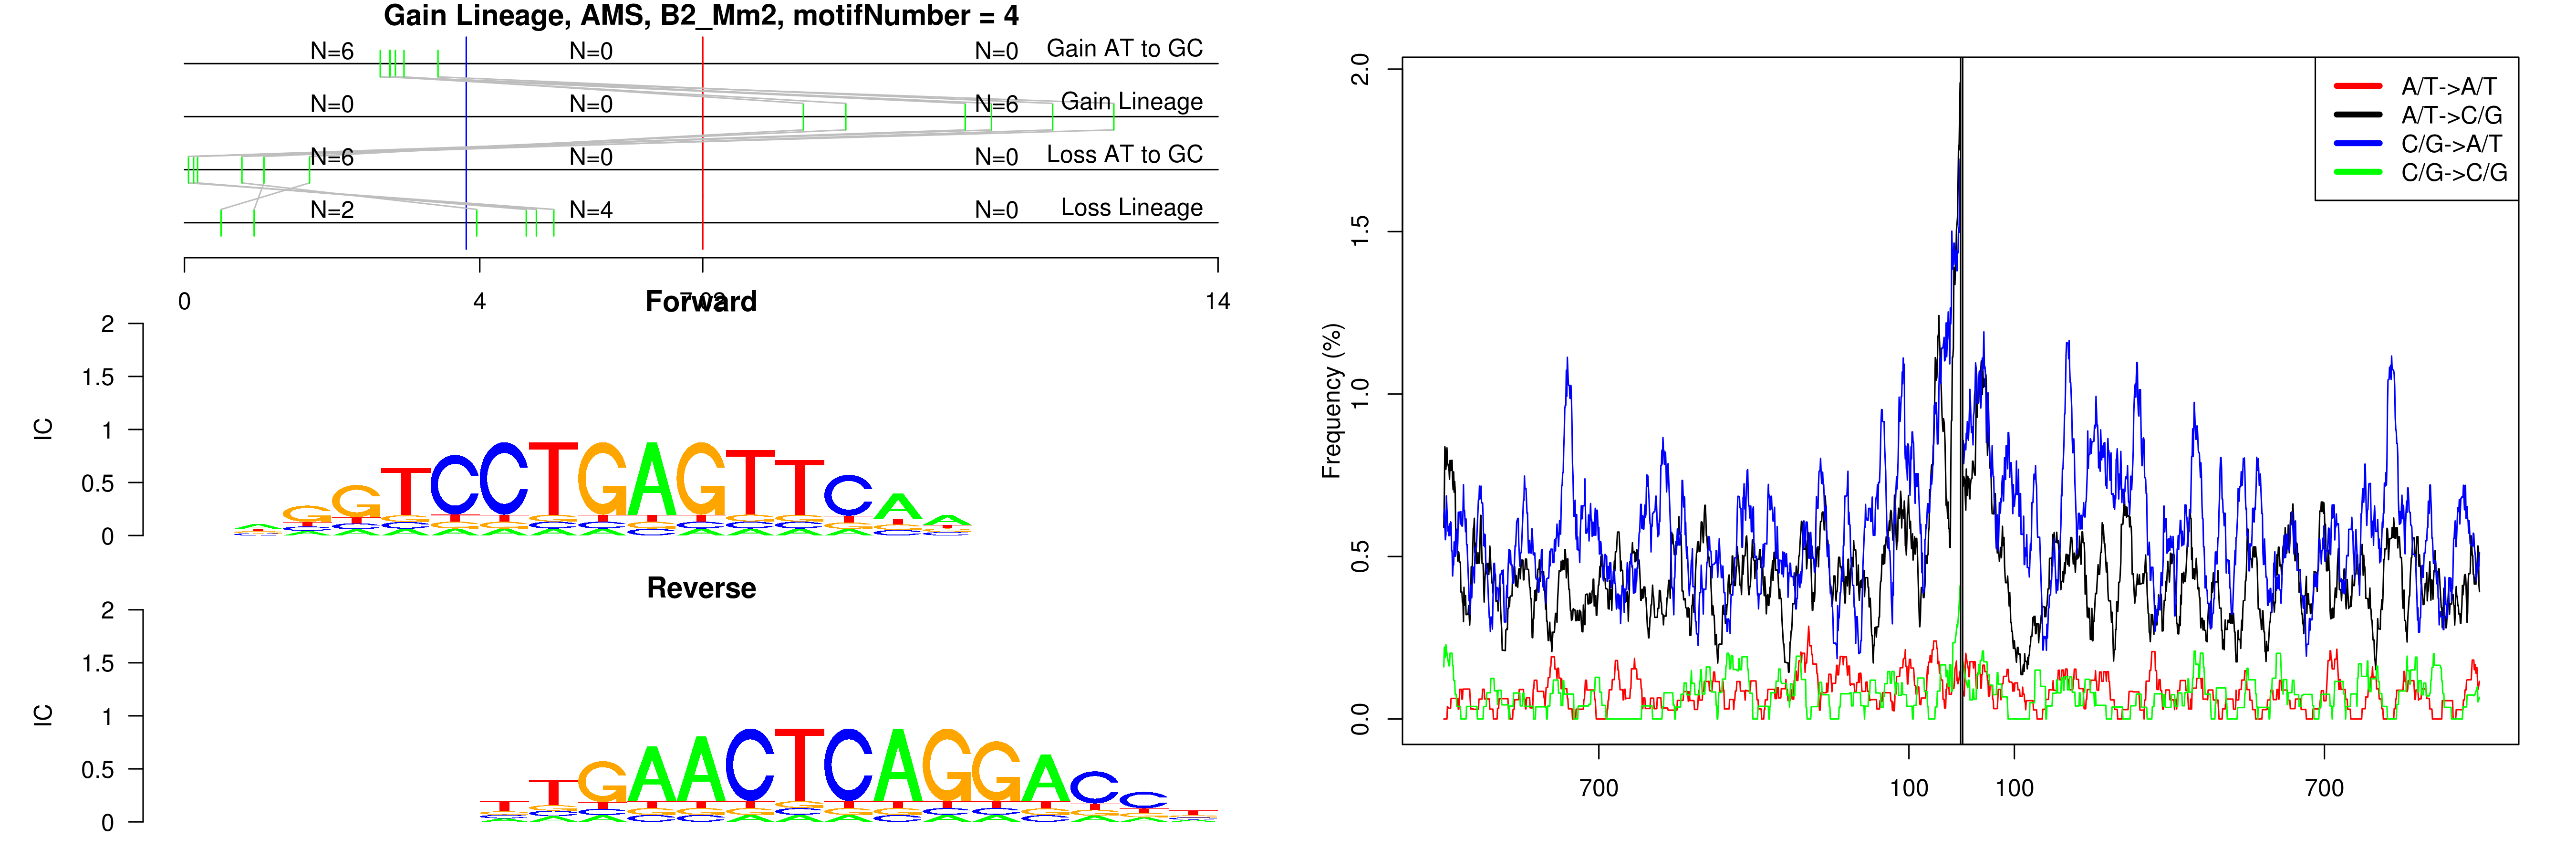 Gain Lineage, AMS, B2_Mm2, motifNumber = 4
N=6 N=0 N=0 Gain AT to GC
N=0 N=0 N=6 Gain Lineage
N=6 N=0 N=0 Loss AT to GC
N=2 N=4 N=0 Loss Lineage
0 4 14
Forward
2
1.5
1
0.5
0
IC
A G G T C C T G A G T T C A A
Reverse
2
1.5
1
0.5
0
IC
T T G A A C T C A G G A C C T
2.0
1.5
1.0
0.5
0.0
Frequency (%)
A/T->A/T
A/T->C/G
C/G->A/T
C/G->C/G
700 100 100 700